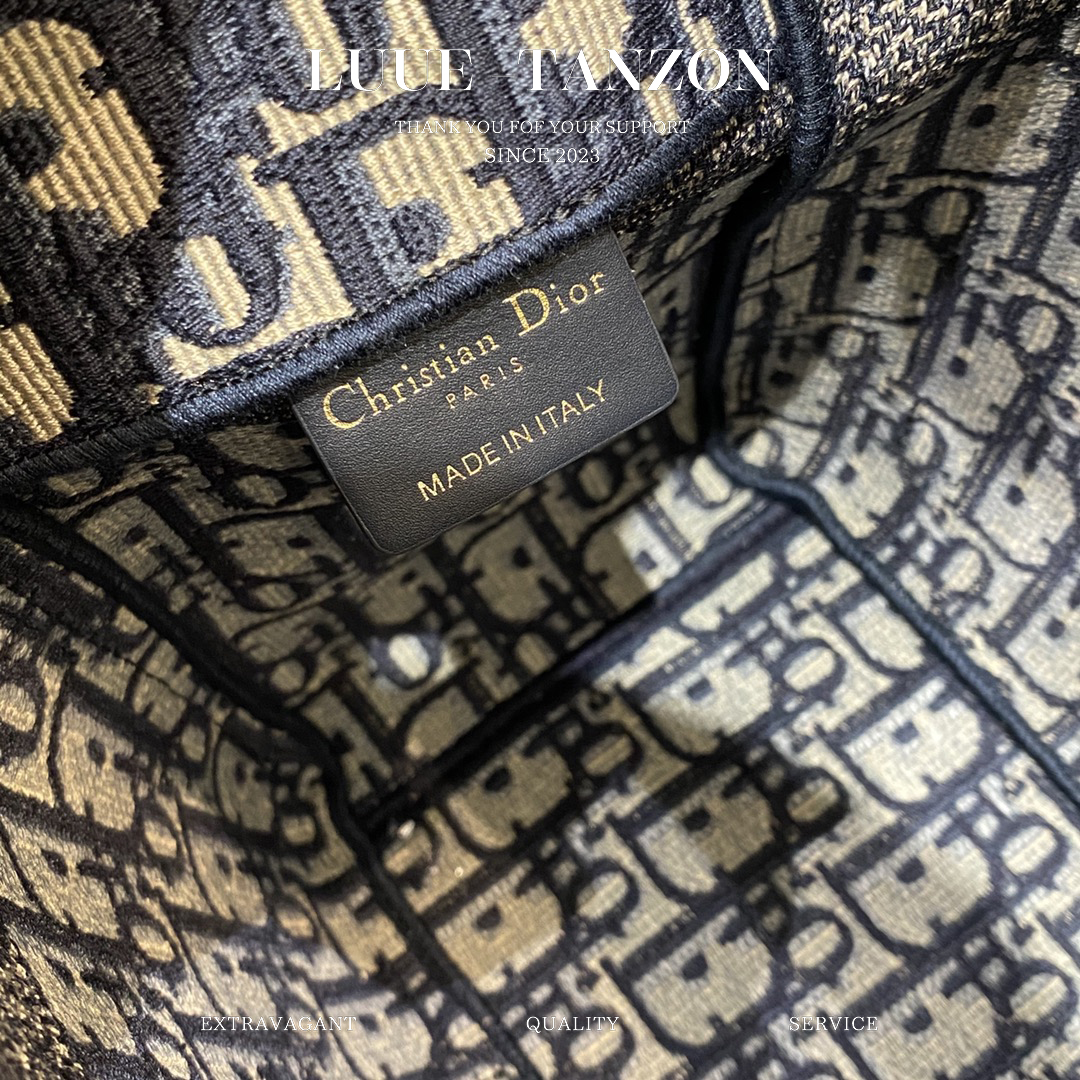 LUUE TANZON
THANK YOU FOF YOUR SUPPORT
SINCE 2023
Christian Dior
PARIS
MADE IN ITALY
EXTRAVAGANT QUALITY SERVICE